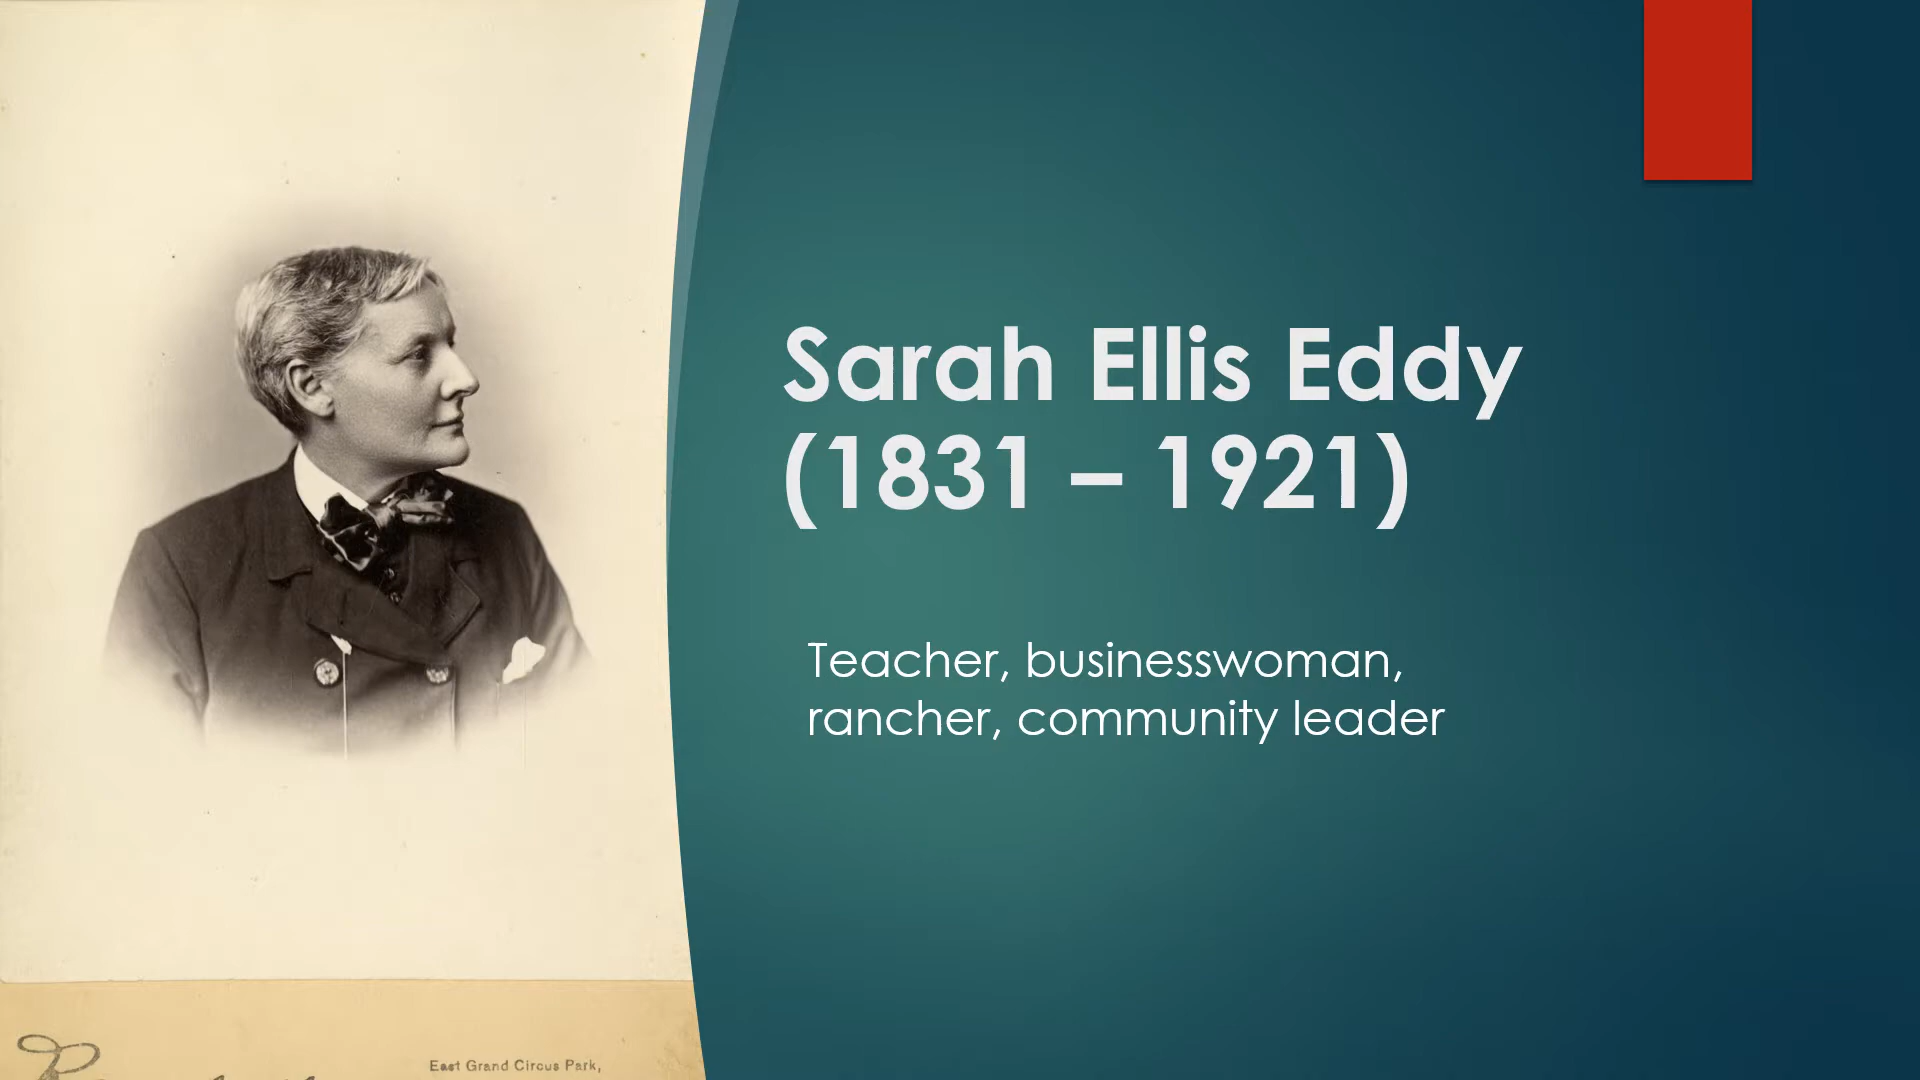 Sarah Ellis Eddy
(1831 – 1921)
Teacher, businesswoman,
rancher, community leader
East Grand Circus Park,